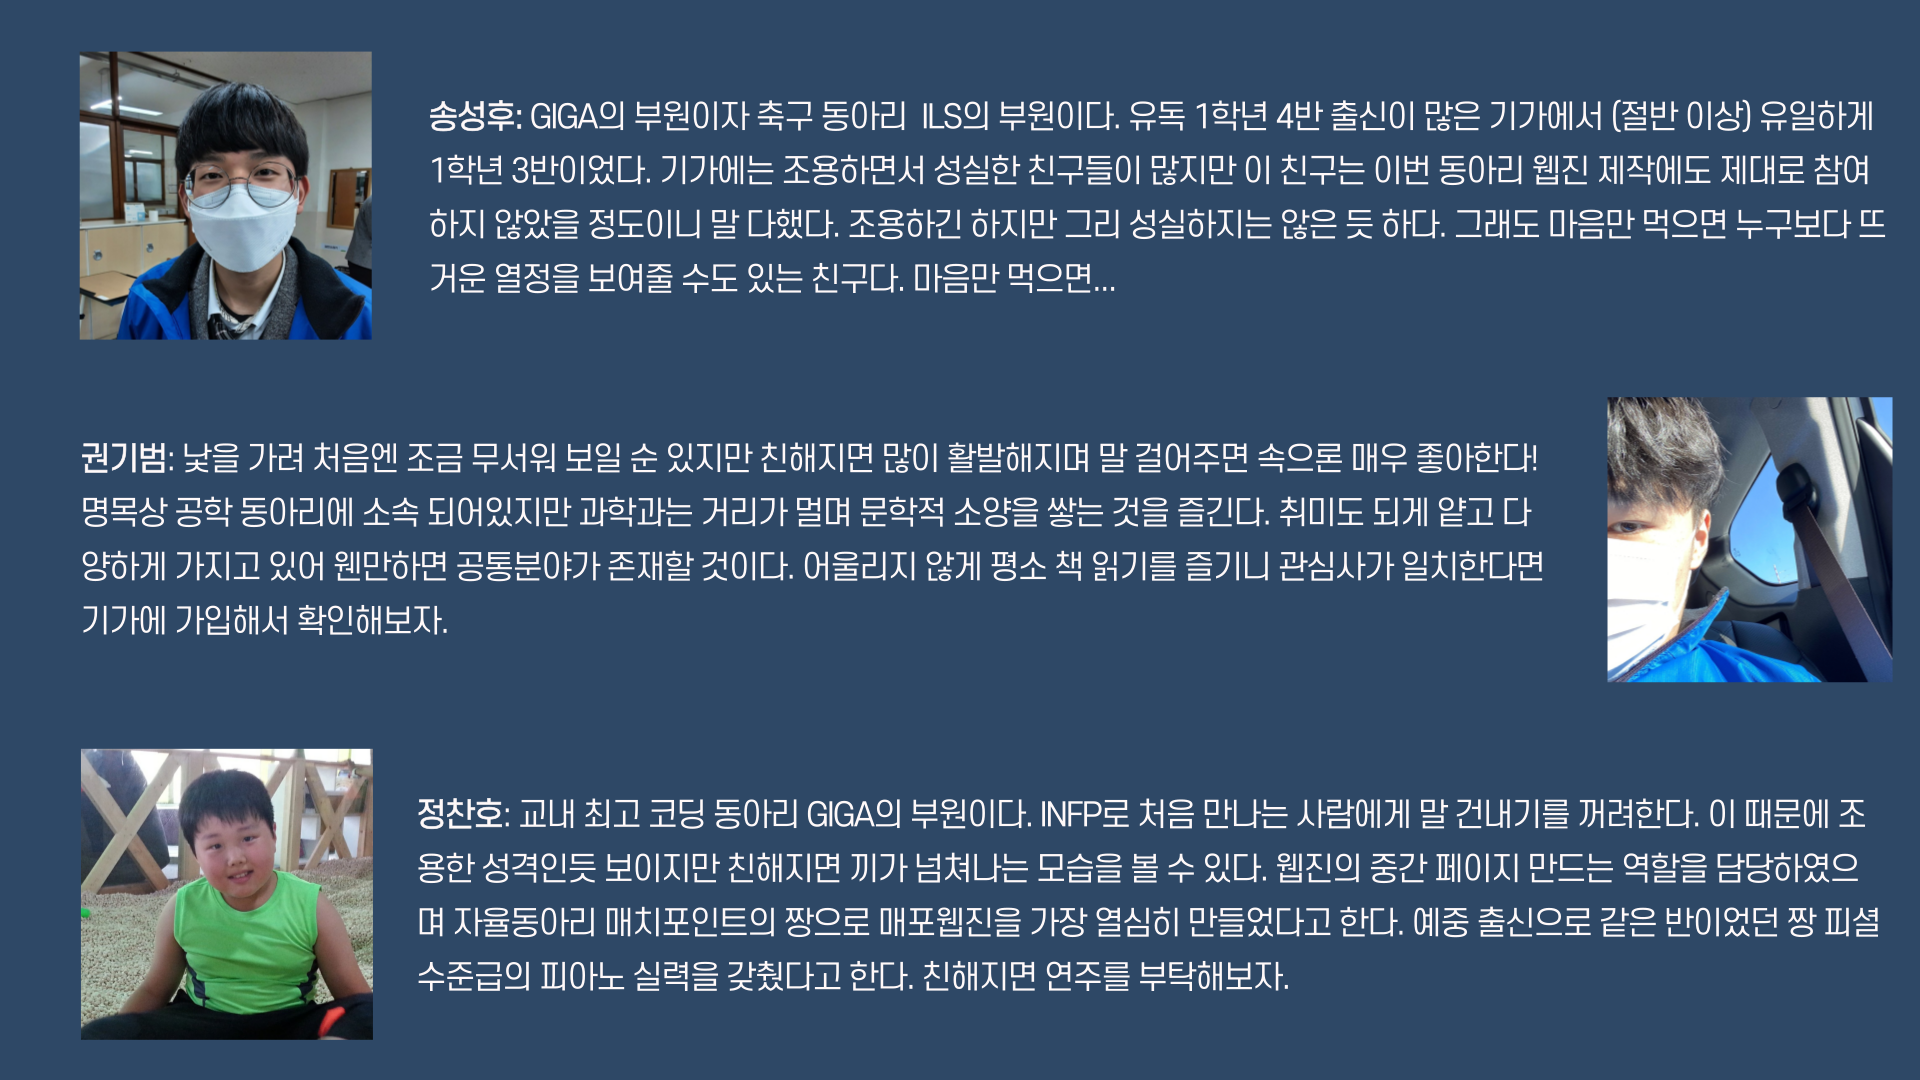 송성후: GIGA의 부원이자 축구 동아리  ILS의 부원이다. 유독 1학년 4반 출신이 많은 기가에서 (절반 이상) 유일하게
1학년 3반이었다. 기가에는 조용하면서 성실한 친구들이 많지만 이 친구는 이번 동아리 웹진 제작에도 제대로 참여
하지 않았을 정도이니 말 다했다. 조용하긴 하지만 그리 성실하지는 않은 듯 하다. 그래도 마음만 먹으면 누구보다 뜨
거운 열정을 보여줄 수도 있는 친구다. 마음만 먹으면...
권기범: 낯을 가려 처음엔 조금 무서워 보일 순 있지만 친해지면 많이 활발해지며 말 걸어주면 속으론 매우 좋아한다!
명목상 공학 동아리에 소속 되어있지만 과학과는 거리가 멀며 문학적 소양을 쌓는 것을 즐긴다. 취미도 되게 얕고 다
양하게 가지고 있어 웬만하면 공통분야가 존재할 것이다. 어울리지 않게 평소 책 읽기를 즐기니 관심사가 일치한다면
기가에 가입해서 확인해보자.
정찬호: 교내 최고 코딩 동아리 GIGA의 부원이다. INFP로 처음 만나는 사람에게 말 건내기를 꺼려한다. 이 때문에 조
용한 성격인듯 보이지만 친해지면 끼가 넘쳐나는 모습을 볼 수 있다. 웹진의 중간 페이지 만드는 역할을 담당하였으
며 자율동아리 매치포인트의 짱으로 매포웹진을 가장 열심히 만들었다고 한다. 예중 출신으로 같은 반이었던 짱 피셜
수준급의 피아노 실력을 갖췄다고 한다. 친해지면 연주를 부탁해보자.